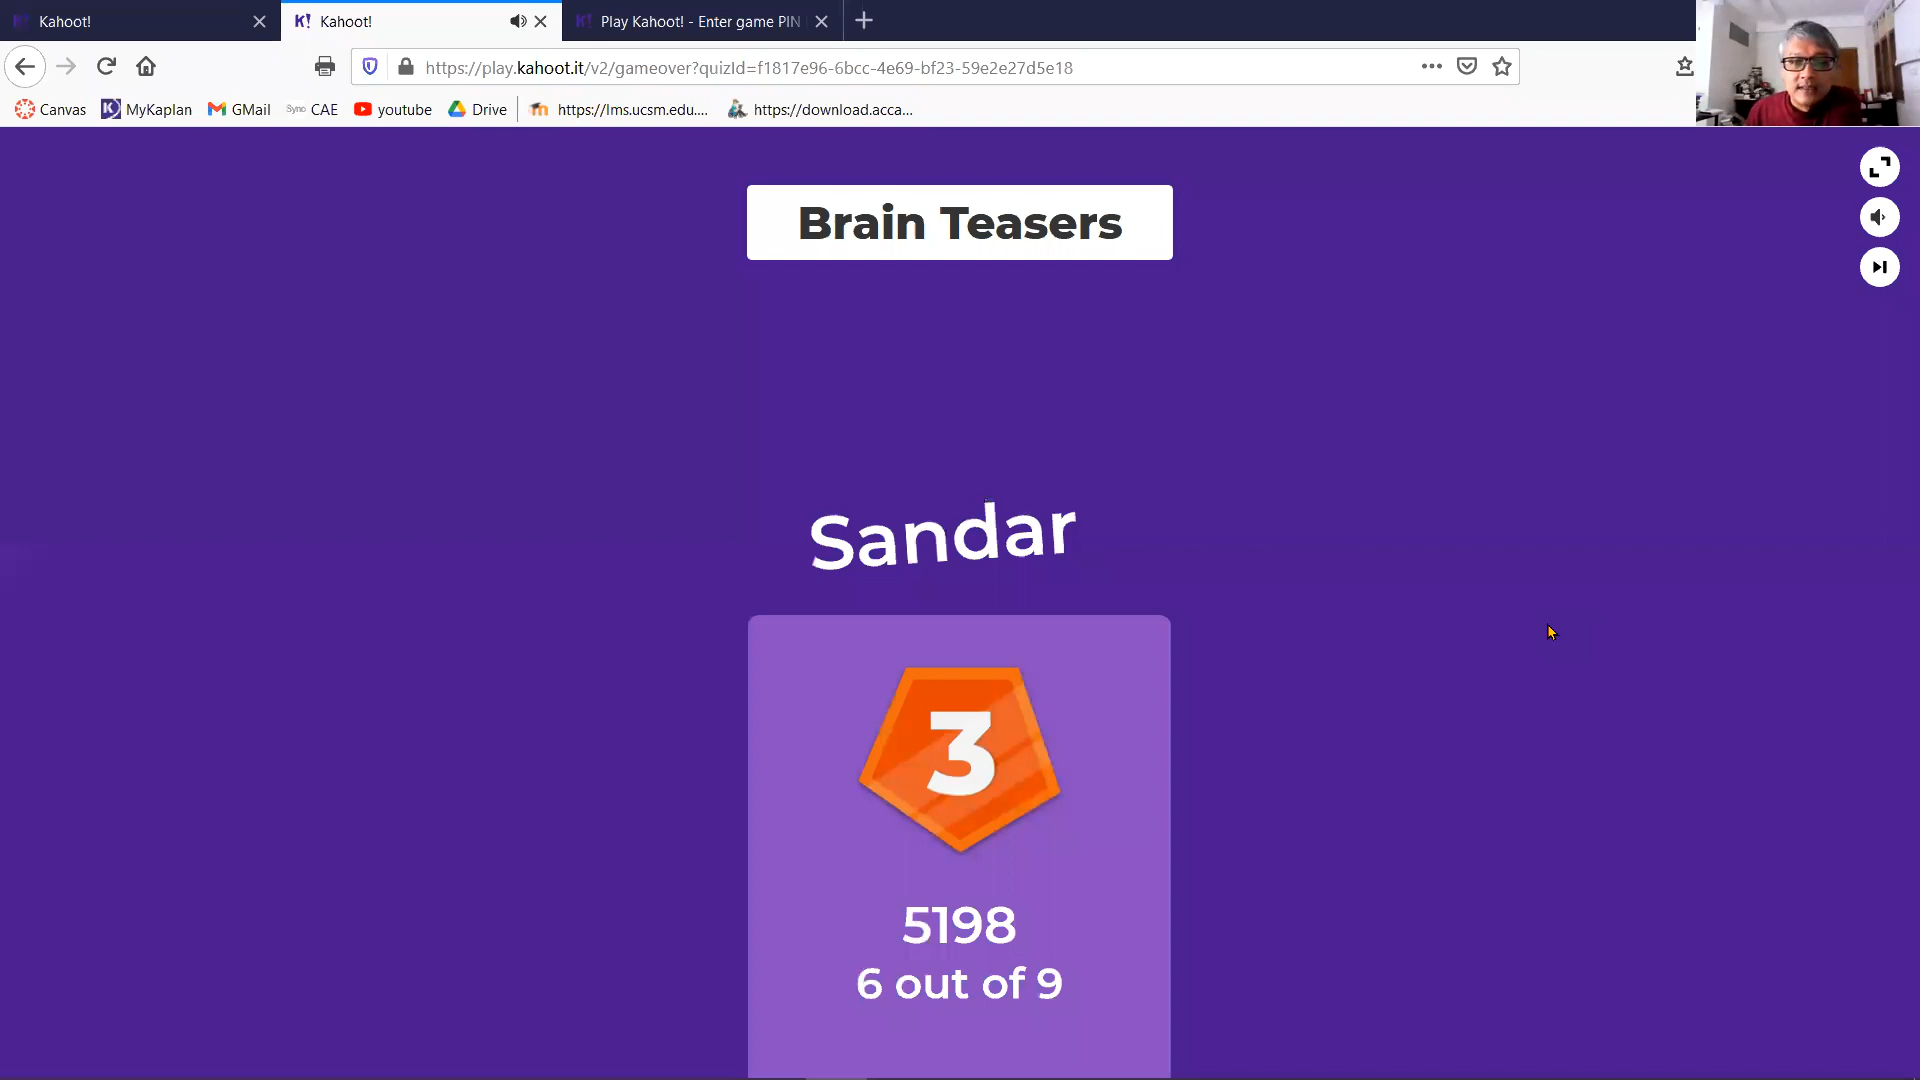 Kahoot!
K! Kahoot!
K! Play Kahoot! - Enter game PIN
https://play.kahoot.it/v2/gameover?quizId=f1817e96-6bcc-4e69-bf23-59e2e27d5e18
Canvas
MyKaplan
GMail
Syno CAE
youtube
Drive
https://lms.ucsm.edu....
https://download.acca...
Brain Teasers
Sandar
3
5198
6 out of 9